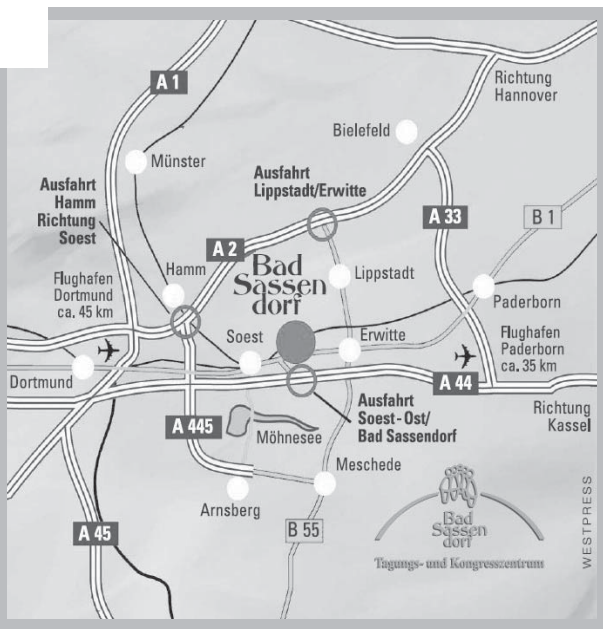 A 1
Richtung
Hannover
Bielefeld
Münster
Ausfahrt
Lippstadt/Erwitte
Ausfahrt
Hamm
Richtung
Soest
A 33
B 1
A 2
Bad
Sassen
dorf
Hamm
Lippstadt
Flughafen
Dortmund
ca. 45 km
Paderborn
Soest
Erwitte
Flughafen
Paderborn
ca. 35 km
Dortmund
A 44
Ausfahrt
Soest-Ost/
Bad Sassendorf
Richtung
Kassel
A 445
Möhnesee
Meschede
Arnsberg
A 45
B 55
Bad
Sassen
dorf
Tagungs- und Kongresszentrum
WESTPRESS